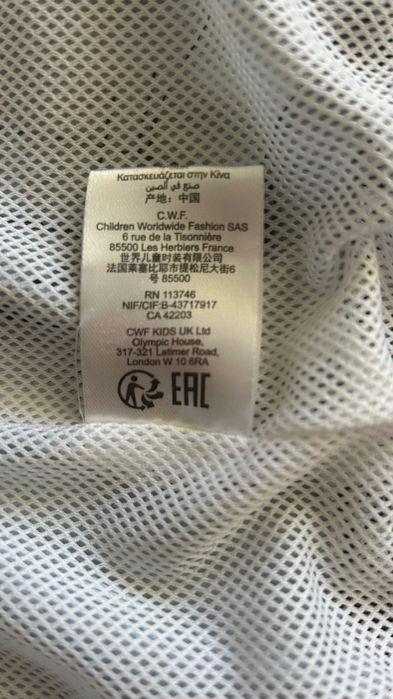 Κατασκευάζεται στην Κίνα
صنع في الصين
产地：中国
C.W.F.
Children Worldwide Fashion SAS
6 rue de la Tisonnière
85500 Les Herbiers France
世界儿童时装有限公司
法国莱塞比耶市提松尼大街6
号 85500
RN 113746
NIF/CIF:B-43717917
CA 42203
CWF KIDS UK Ltd
Olympic House,
317-321 Latimer Road,
London W 10 6RA
EAC